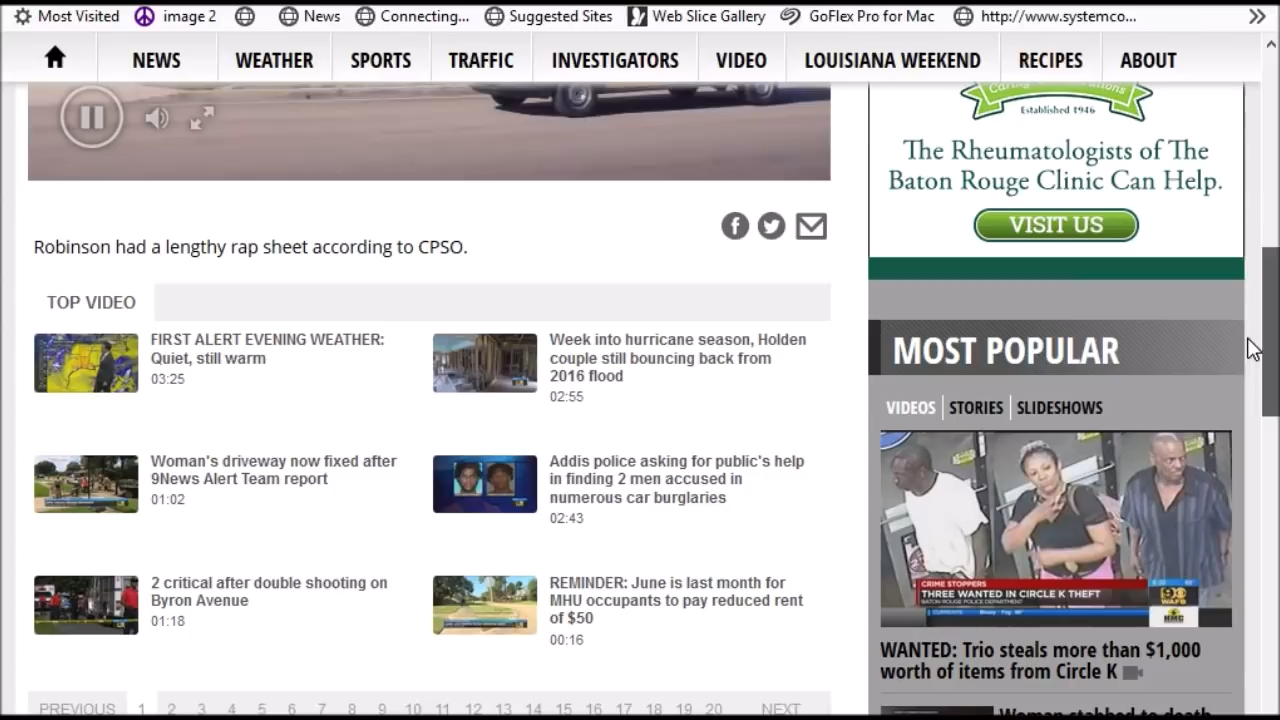 Most Visited image 2 News Connecting... Suggested Sites Web Slice Gallery GoFlex Pro for Mac http://www.systemco...
NEWS WEATHER SPORTS TRAFFIC INVESTIGATORS VIDEO LOUISIANA WEEKEND RECIPES ABOUT
Established 1946
The Rheumatologists of The
Baton Rouge Clinic Can Help.
VISIT US
Robinson had a lengthy rap sheet according to CPSO.
TOP VIDEO
FIRST ALERT EVENING WEATHER:
Quiet, still warm
03:25
Week into hurricane season, Holden
couple still bouncing back from
2016 flood
02:55
Woman's driveway now fixed after
9News Alert Team report
01:02
Addis police asking for public's help
in finding 2 men accused in
numerous car burglaries
02:43
2 critical after double shooting on
Byron Avenue
01:18
REMINDER: June is last month for
MHU occupants to pay reduced rent
of $50
00:16
PREVIOUS 1 2 3 4 5 6 7 8 9 10 11 12 13 14 15 16 17 18 19 20 NEXT
MOST POPULAR
VIDEOS STORIES SLIDESHOWS
CRIME STOPPERS
THREE WANTED IN CIRCLE K THEFT
BATON ROUGE POLICE DEPARTMENT
WAFB
WANTED: Trio steals more than $1,000
worth of items from Circle K
Woman stabbed to death